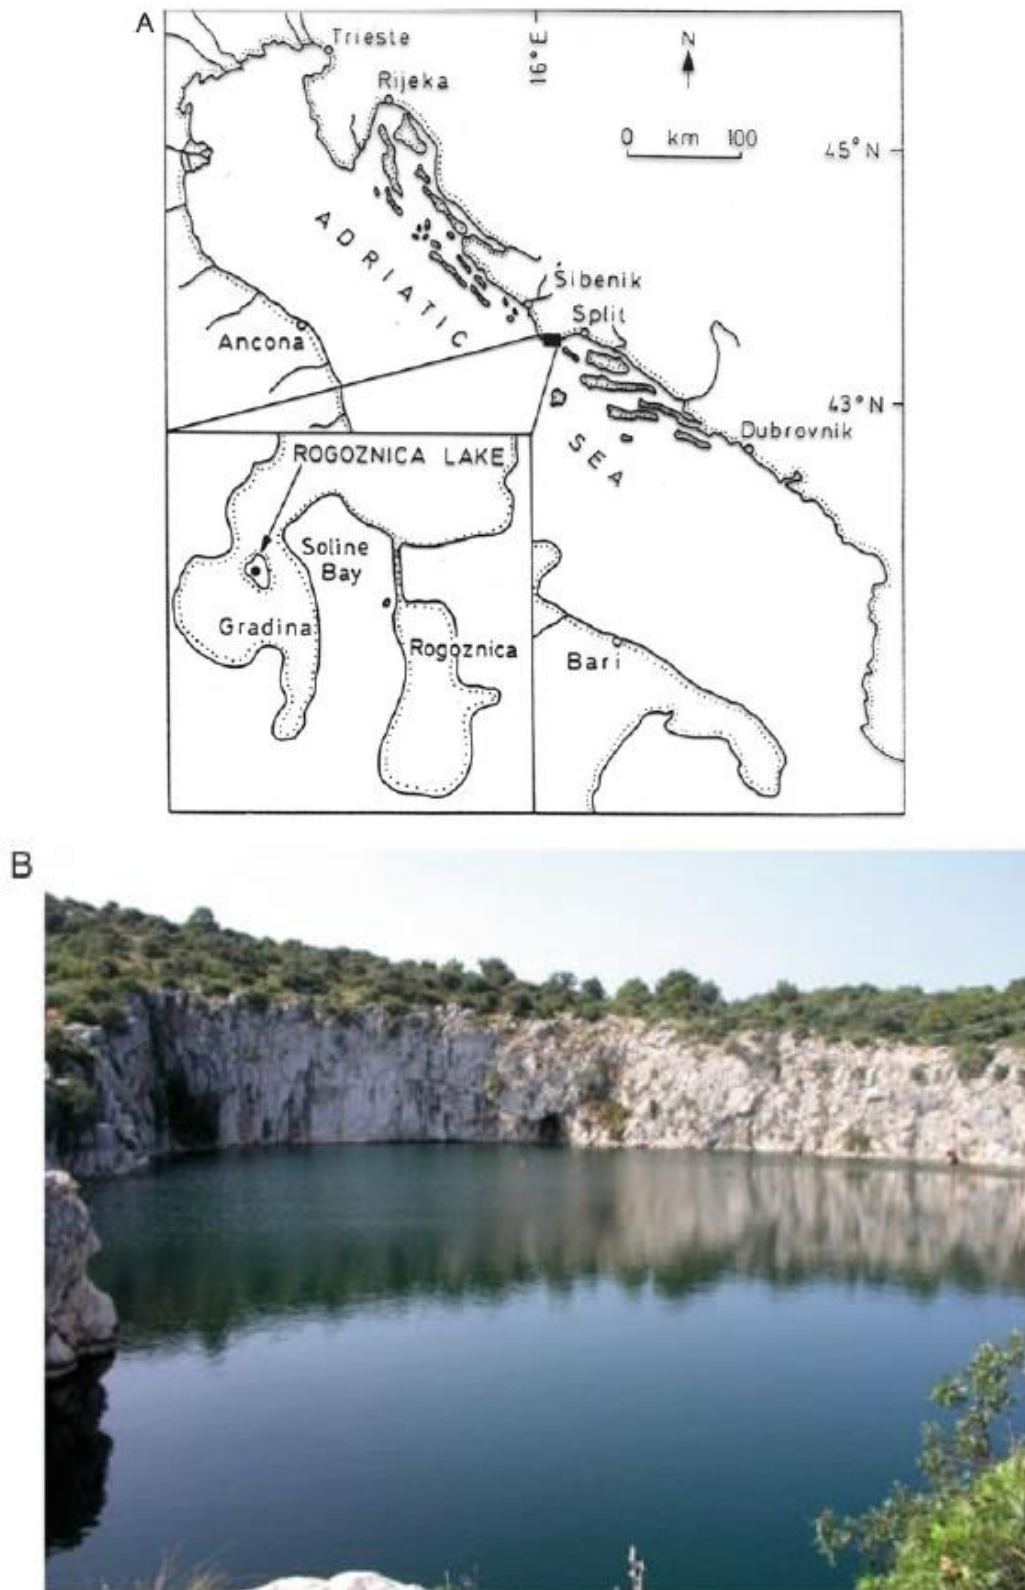 A
Trieste
Rijeka
16°E
N
0 km 100
45°N
ADRIATIC
Šibenik
Split
Ancona
43°N
Dubrovnik
SEA
ROGOZNICA LAKE
Soline
Bay
Gradina
Rogoznica
Bari
B